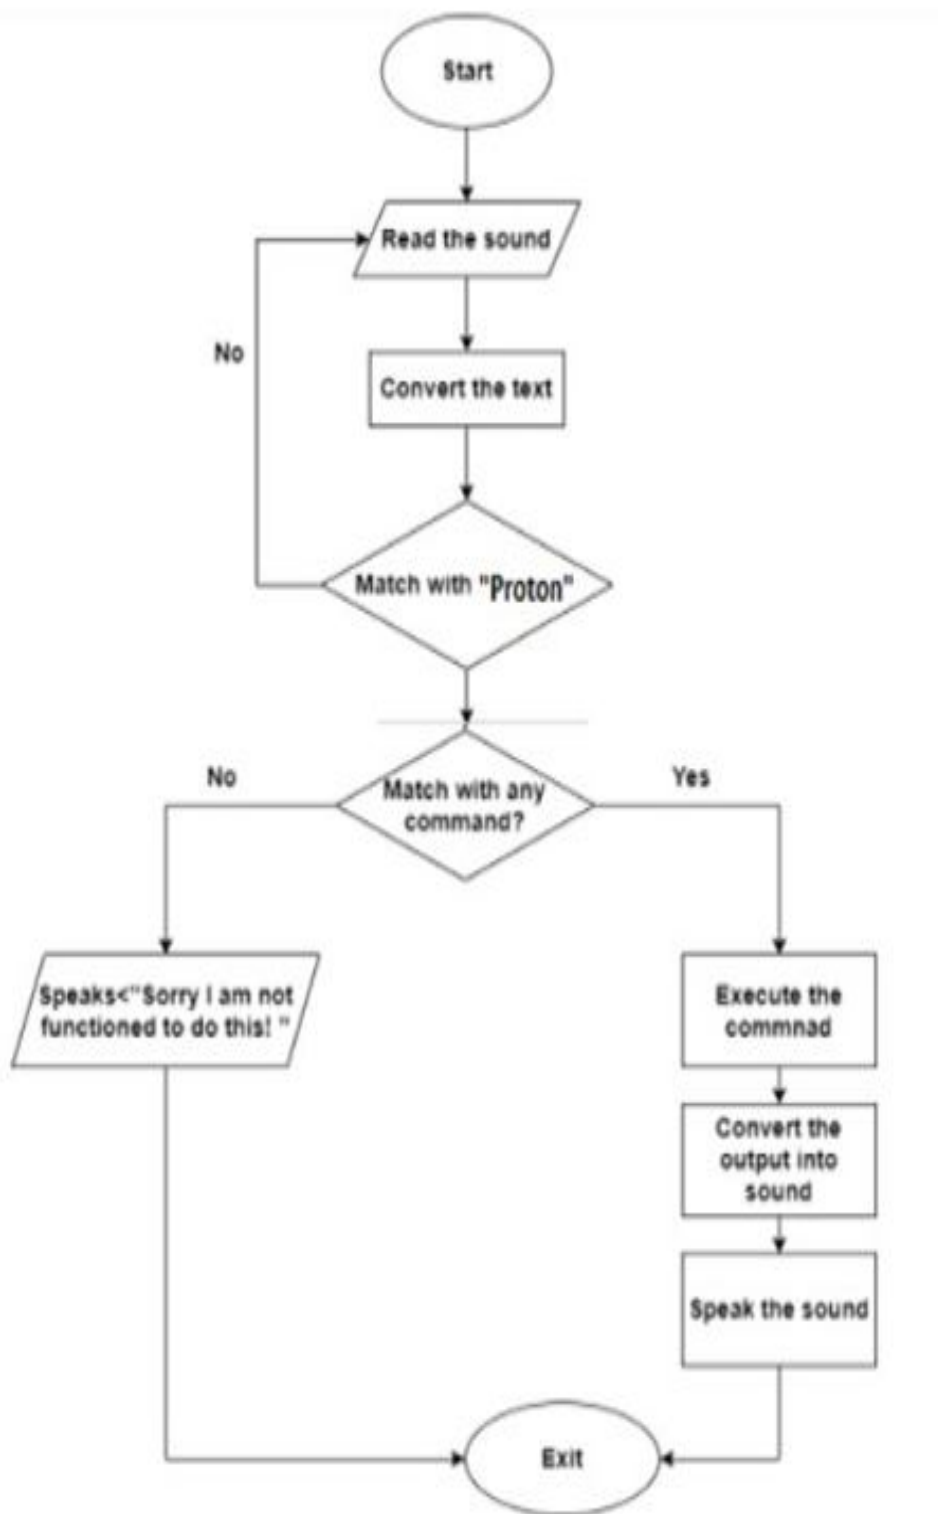 Start
Read the sound
No
Convert the text
Match with "Proton"
No
Yes
Match with any
command?
Speaks<"Sorry I am not
functioned to do this! "
Execute the
commnad
Convert the
output into
sound
Speak the sound
Exit